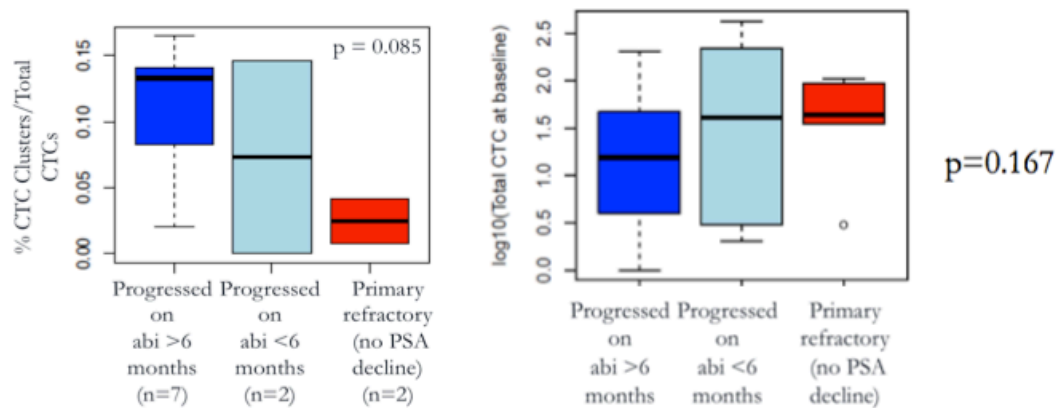 % CTC Clusters/Total
CTCs
0.15
0.10
0.05
0.00
p = 0.085
Progressed
on
abi >6
months
(n=7)
Progressed
on
abi <6
months
(n=2)
Primary
refractory
(no PSA
decline)
(n=2)
log10(Total CTC at baseline)
2.5
2.0
1.5
1.0
0.5
0.0
Progressed
on
abi >6
months
Progressed
on
abi <6
months
Primary
refractory
(no PSA
decline)
p=0.167